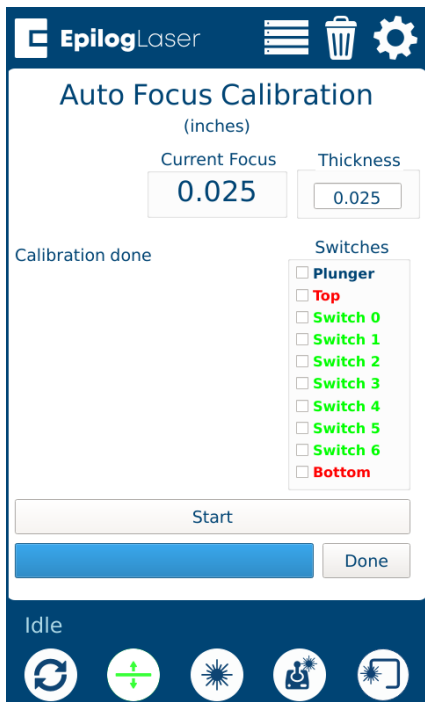 EpilogLaser
Auto Focus Calibration
(inches)
Current Focus
0.025
Thickness
0.025
Calibration done
Switches
Plunger
Top
Switch 0
Switch 1
Switch 2
Switch 3
Switch 4
Switch 5
Switch 6
Bottom
Start
Done
Idle